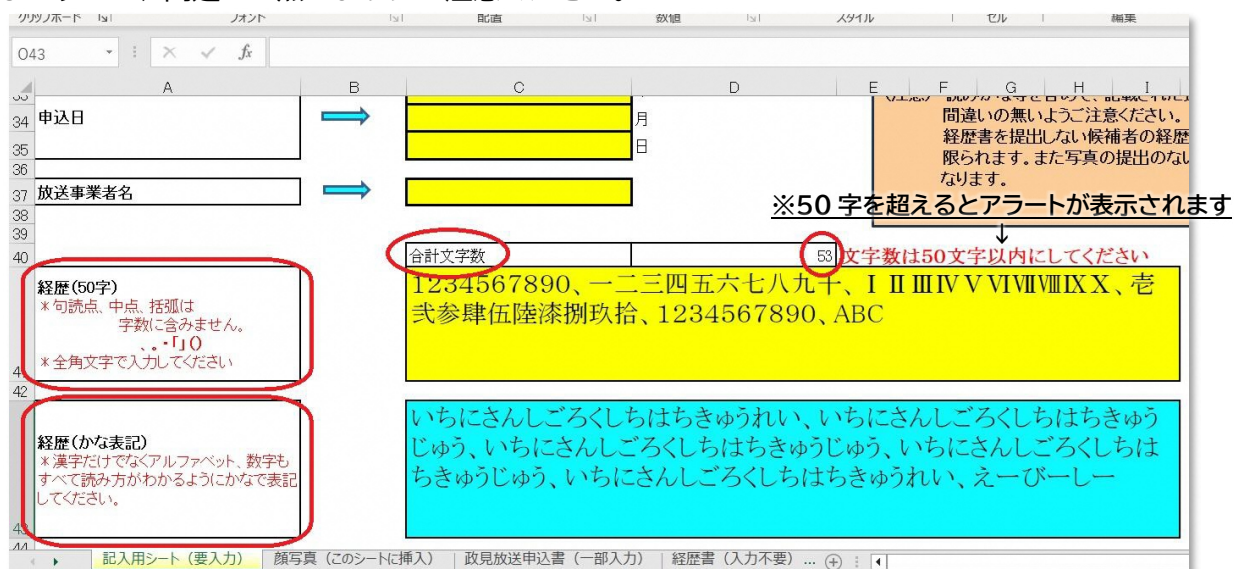 クリップボード
フォント
配置
数値
スタイル
セル
編集
O43
fx
A B C D E F G H I
34 申込日 月
35 日
36
37 放送事業者名
38
39
間違いの無いようご注意ください。
経歴書を提出しない候補者の経歴
限られます。また写真の提出のない
なります。
※50字を超えるとアラートが表示されます
↓
40 合計文字数 53 文字数は50文字以内にしてください
経歴(50字)
*句読点、中点、括弧は
字数に含みません。
、。・「」()
*全角文字で入力してください
1234567890、一二三四五六七八九十、ⅠⅡⅢⅣⅤⅥⅦⅧⅨⅩ、壱
弐参肆伍陸漆捌玖拾、1234567890、ABC
42
経歴(かな表記)
*漢字だけでなくアルファベット、数字も
すべて読み方がわかるようにかなで表記
してください。
いちにさんしごろくしちはちきゅうれい、いちにさんしごろくしちはちきゅう
じゅう、いちにさんしごろくしちはちきゅうじゅう、いちにさんしごろくしちは
ちきゅうじゅう、いちにさんしごろくしちはちきゅうれい、えーびーしー
43
記入用シート(要入力) 顔写真(このシートに挿入) 政見放送申込書(一部入力) 経歴書(入力不要) ...